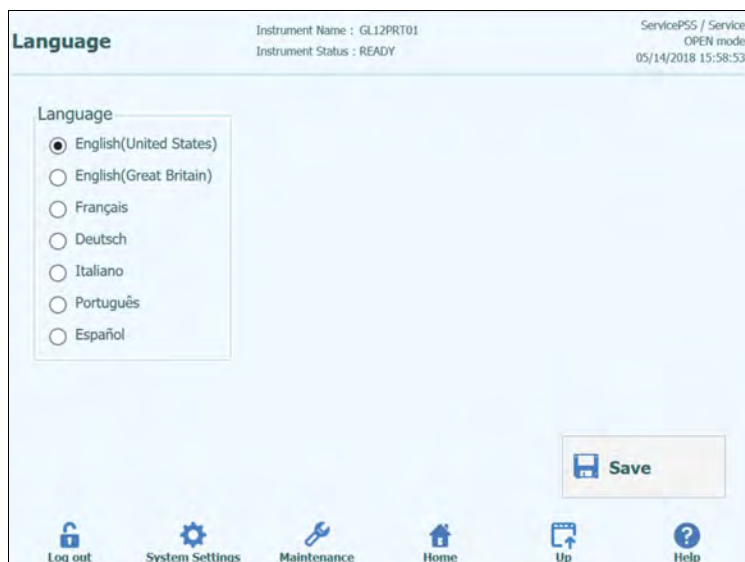 Language
Instrument Name : GL12PRT01
Instrument Status : READY
ServicePSS / Service
OPEN mode
05/14/2018 15:58:53
Language
English(United States)
English(Great Britain)
Français
Deutsch
Italiano
Português
Español
Save
Log out
System Settings
Maintenance
Home
Up
Help